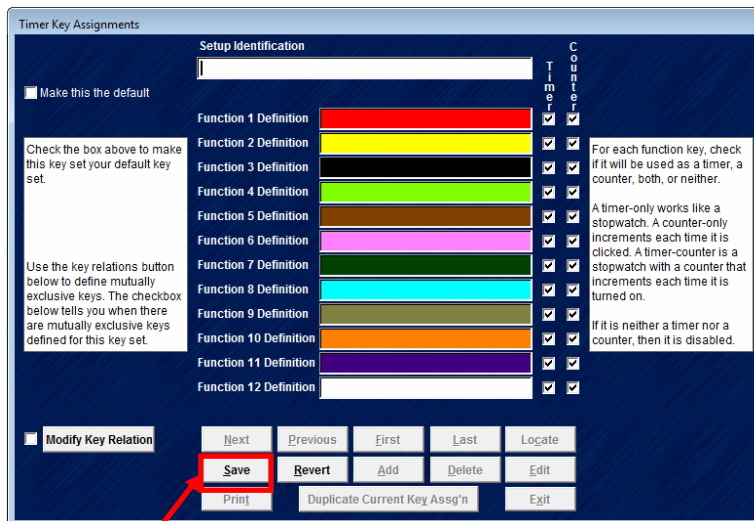 Timer Key Assignments
Setup Identification
Timer
Counter
Make this the default
Check the box above to make
this key set your default key
set.
Use the key relations button
below to define mutually
exclusive keys. The checkbox
below tells you when there
are mutually exclusive keys
defined for this key set.
Function 1 Definition
Function 2 Definition
Function 3 Definition
Function 4 Definition
Function 5 Definition
Function 6 Definition
Function 7 Definition
Function 8 Definition
Function 9 Definition
Function 10 Definition
Function 11 Definition
Function 12 Definition
For each function key, check
if it will be used as a timer, a
counter, both, or neither.
A timer-only works like a
stopwatch. A counter-only
increments each time it is
clicked. A timer-counter is a
stopwatch with a counter that
increments each time it is
turned on.
If it is neither a timer nor a
counter, then it is disabled.
Modify Key Relation
Next Previous First Last Locate
Save Revert Add Delete Edit
Print Duplicate Current Key Assg'n Exit